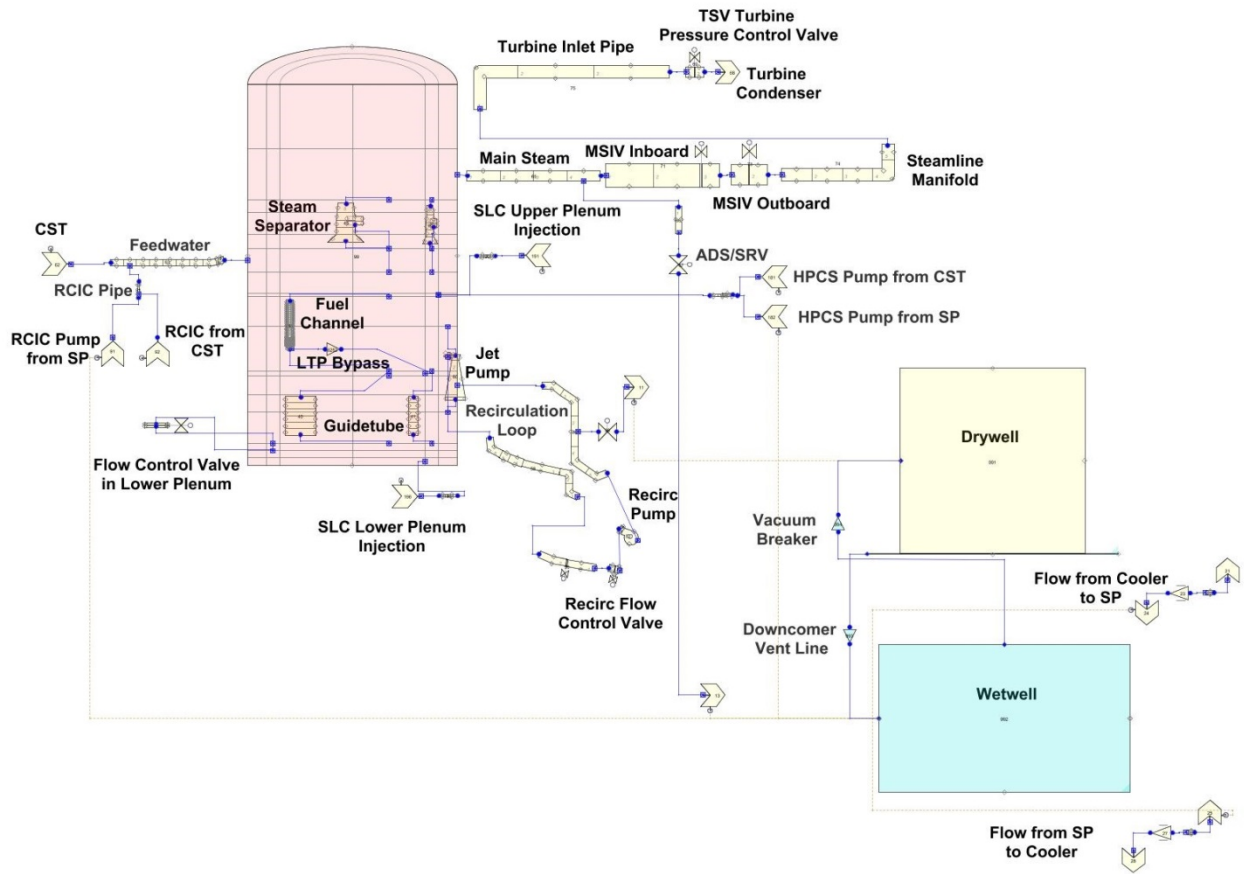 TSV Turbine
Pressure Control Valve
Turbine Inlet Pipe
Turbine
Condenser
75
Main Steam
MSIV Inboard
71
74
Steamline
Manifold
MSIV Outboard
Steam
Separator
SLC Upper Plenum
Injection
CST
Feedwater
ADS/SRV
RCIC Pipe
HPCS Pump from CST
HPCS Pump from SP
RCIC Pump
from SP
RCIC from
CST
Fuel
Channel
LTP Bypass
Jet
Pump
Recirculation
Loop
Guidetube
Drywell
Flow Control Valve
in Lower Plenum
SLC Lower Plenum
Injection
Recirc
Pump
Vacuum
Breaker
Recirc Flow
Control Valve
Flow from Cooler
to SP
Downcomer
Vent Line
Wetwell
Flow from SP
to Cooler